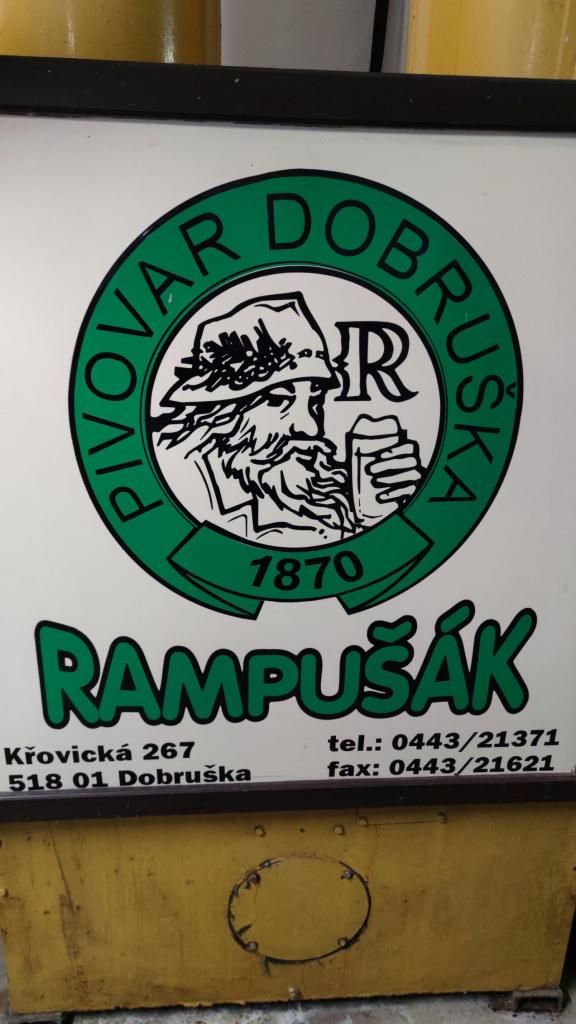 PIVOVAR DOBRUŠKA
R
1870
RAMPUŠÁK
Křovická 267
518 01 Dobruška
tel.: 0443/21371
fax: 0443/21621